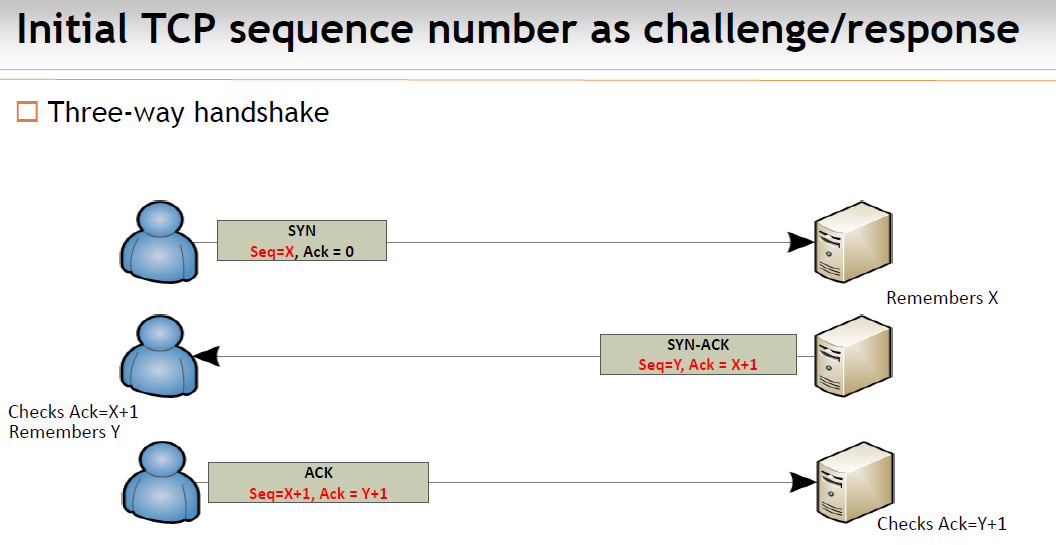 Initial TCP sequence number as challenge/response
Three-way handshake
SYN
Seq=X, Ack = 0
Remembers X
SYN-ACK
Seq=Y, Ack = X+1
Checks Ack=X+1
Remembers Y
ACK
Seq=X+1, Ack = Y+1
Checks Ack=Y+1